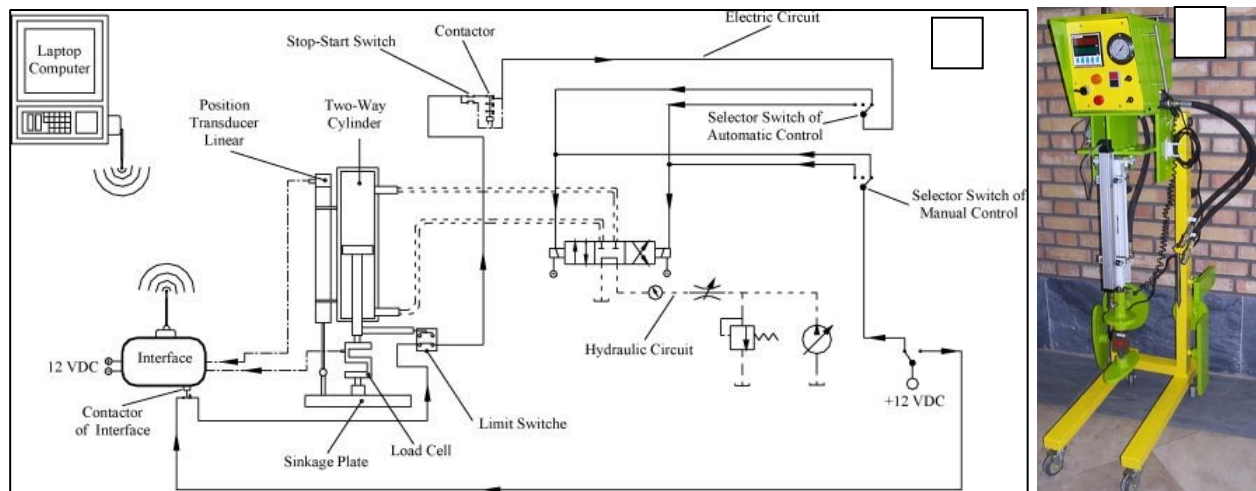 Laptop
Computer
Stop-Start Switch
Contactor
Electric Circuit
Position
Transducer
Linear
Two-Way
Cylinder
Selector Switch of
Automatic Control
Selector Switch of
Manual Control
Interface
12 VDC
Hydraulic Circuit
+12 VDC
Contactor
of Interface
Limit Switche
Load Cell
Sinkage Plate